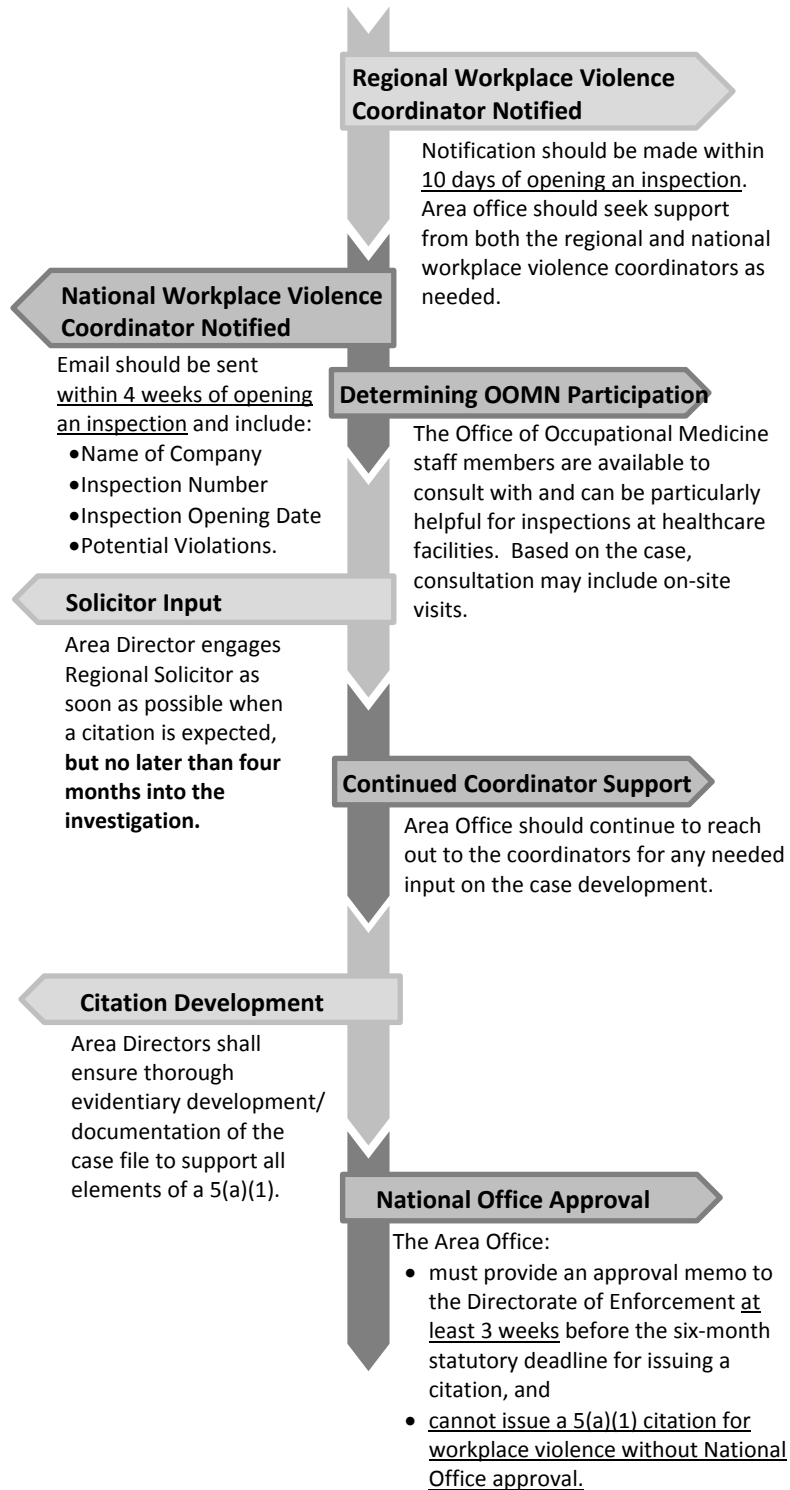 Regional Workplace Violence
Coordinator Notified
Notification should be made within
10 days of opening an inspection.
Area office should seek support
from both the regional and national
workplace violence coordinators as
needed.
National Workplace Violence
Coordinator Notified
Email should be sent
within 4 weeks of opening
an inspection and include:
•Name of Company
•Inspection Number
•Inspection Opening Date
•Potential Violations.
Determining OOMN Participation
The Office of Occupational Medicine
staff members are available to
consult with and can be particularly
helpful for inspections at healthcare
facilities. Based on the case,
consultation may include on-site
visits.
Solicitor Input
Area Director engages
Regional Solicitor as
soon as possible when
a citation is expected,
but no later than four
months into the
investigation.
Continued Coordinator Support
Area Office should continue to reach
out to the coordinators for any needed
input on the case development.
Citation Development
Area Directors shall
ensure thorough
evidentiary development/
documentation of the
case file to support all
elements of a 5(a)(1).
National Office Approval
The Area Office:
• must provide an approval memo to
the Directorate of Enforcement at
least 3 weeks before the six-month
statutory deadline for issuing a
citation, and
• cannot issue a 5(a)(1) citation for
workplace violence without National
Office approval.